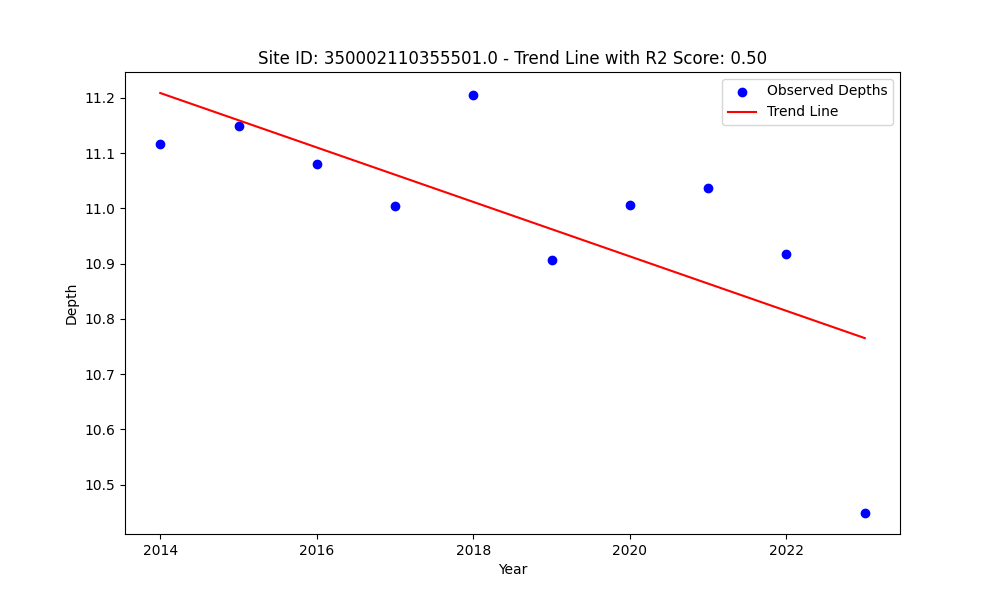 Site ID: 350002110355501.0 - Trend Line with R2 Score: 0.50
Observed Depths
Trend Line
11.2
11.1
11.0
10.9
10.8
10.7
10.6
10.5
Depth
2014
2016
2018
2020
2022
Year